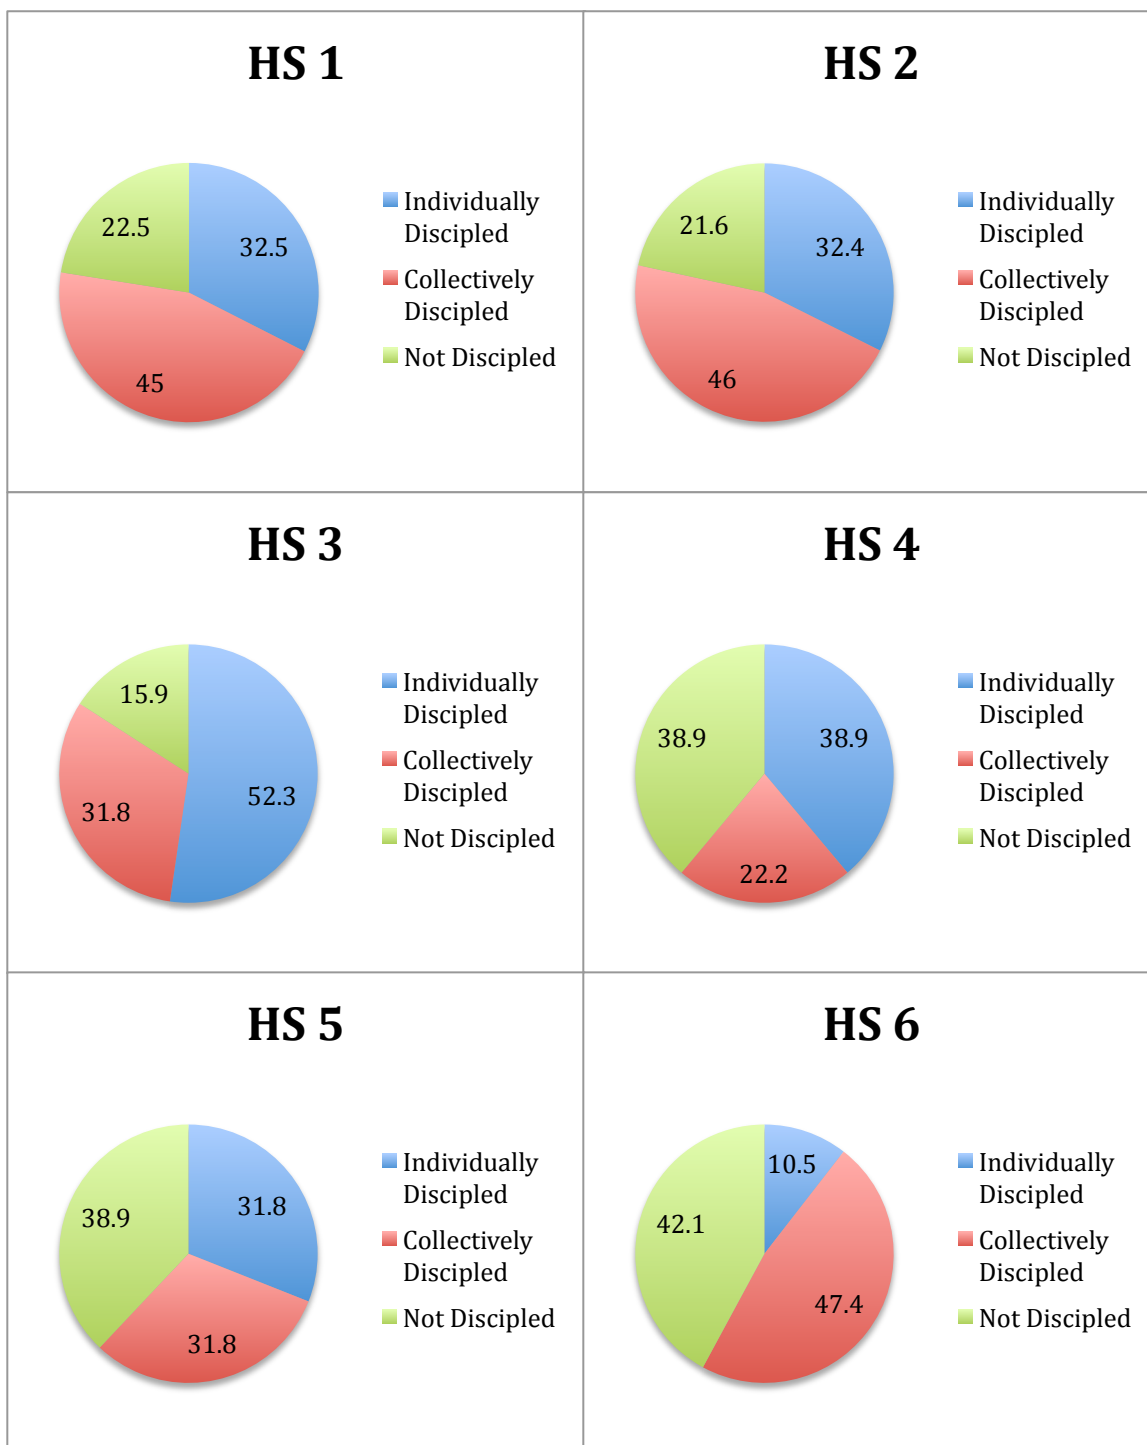 HS 1
22.5
32.5
45
Individually
Discipled
Collectively
Discipled
Not Discipled
HS 2
21.6
32.4
46
Individually
Discipled
Collectively
Discipled
Not Discipled
HS 3
15.9
52.3
31.8
Individually
Discipled
Collectively
Discipled
Not Discipled
HS 4
38.9
38.9
22.2
Individually
Discipled
Collectively
Discipled
Not Discipled
HS 5
38.9
31.8
31.8
Individually
Discipled
Collectively
Discipled
Not Discipled
HS 6
10.5
42.1
47.4
Individually
Discipled
Collectively
Discipled
Not Discipled